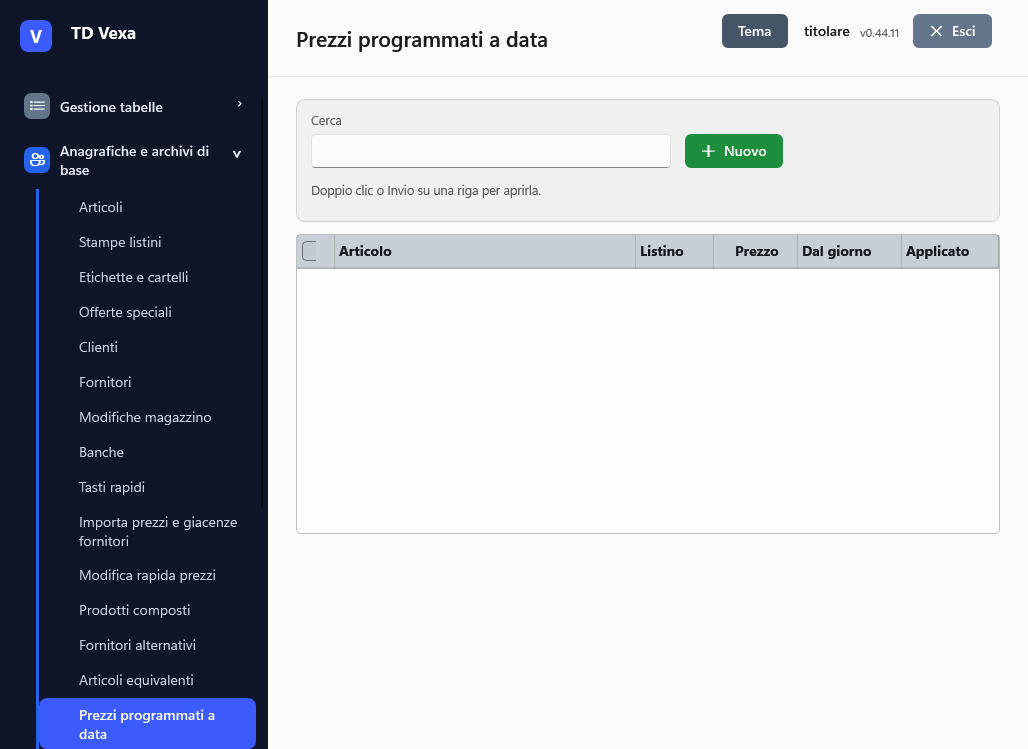 V
TD Vexa
Gestione tabelle
Anagrafiche e archivi di
base
Articoli
Stampe listini
Etichette e cartelli
Offerte speciali
Clienti
Fornitori
Modifiche magazzino
Banche
Tasti rapidi
Importa prezzi e giacenze
fornitori
Modifica rapida prezzi
Prodotti composti
Fornitori alternativi
Articoli equivalenti
Prezzi programmati a
data
Prezzi programmati a data
Tema titolare v0.44.11 Esci
Cerca
Nuovo
Doppio clic o Invio su una riga per aprirla.
Articolo Listino Prezzo Dal giorno Applicato